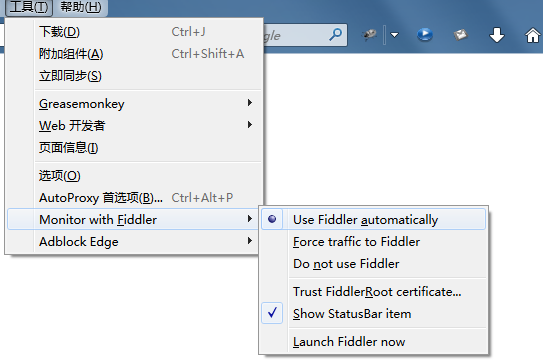 工具(T) 帮助(H)
下载(D) Ctrl+J
gle
附加组件(A) Ctrl+Shift+A
立即同步(S)
Greasemonkey
Web 开发者
页面信息(I)
选项(O)
AutoProxy 首选项(B)... Ctrl+Alt+P
Monitor with Fiddler
Adblock Edge
Use Fiddler automatically
Force traffic to Fiddler
Do not use Fiddler
Trust FiddlerRoot certificate...
Show StatusBar item
Launch Fiddler now